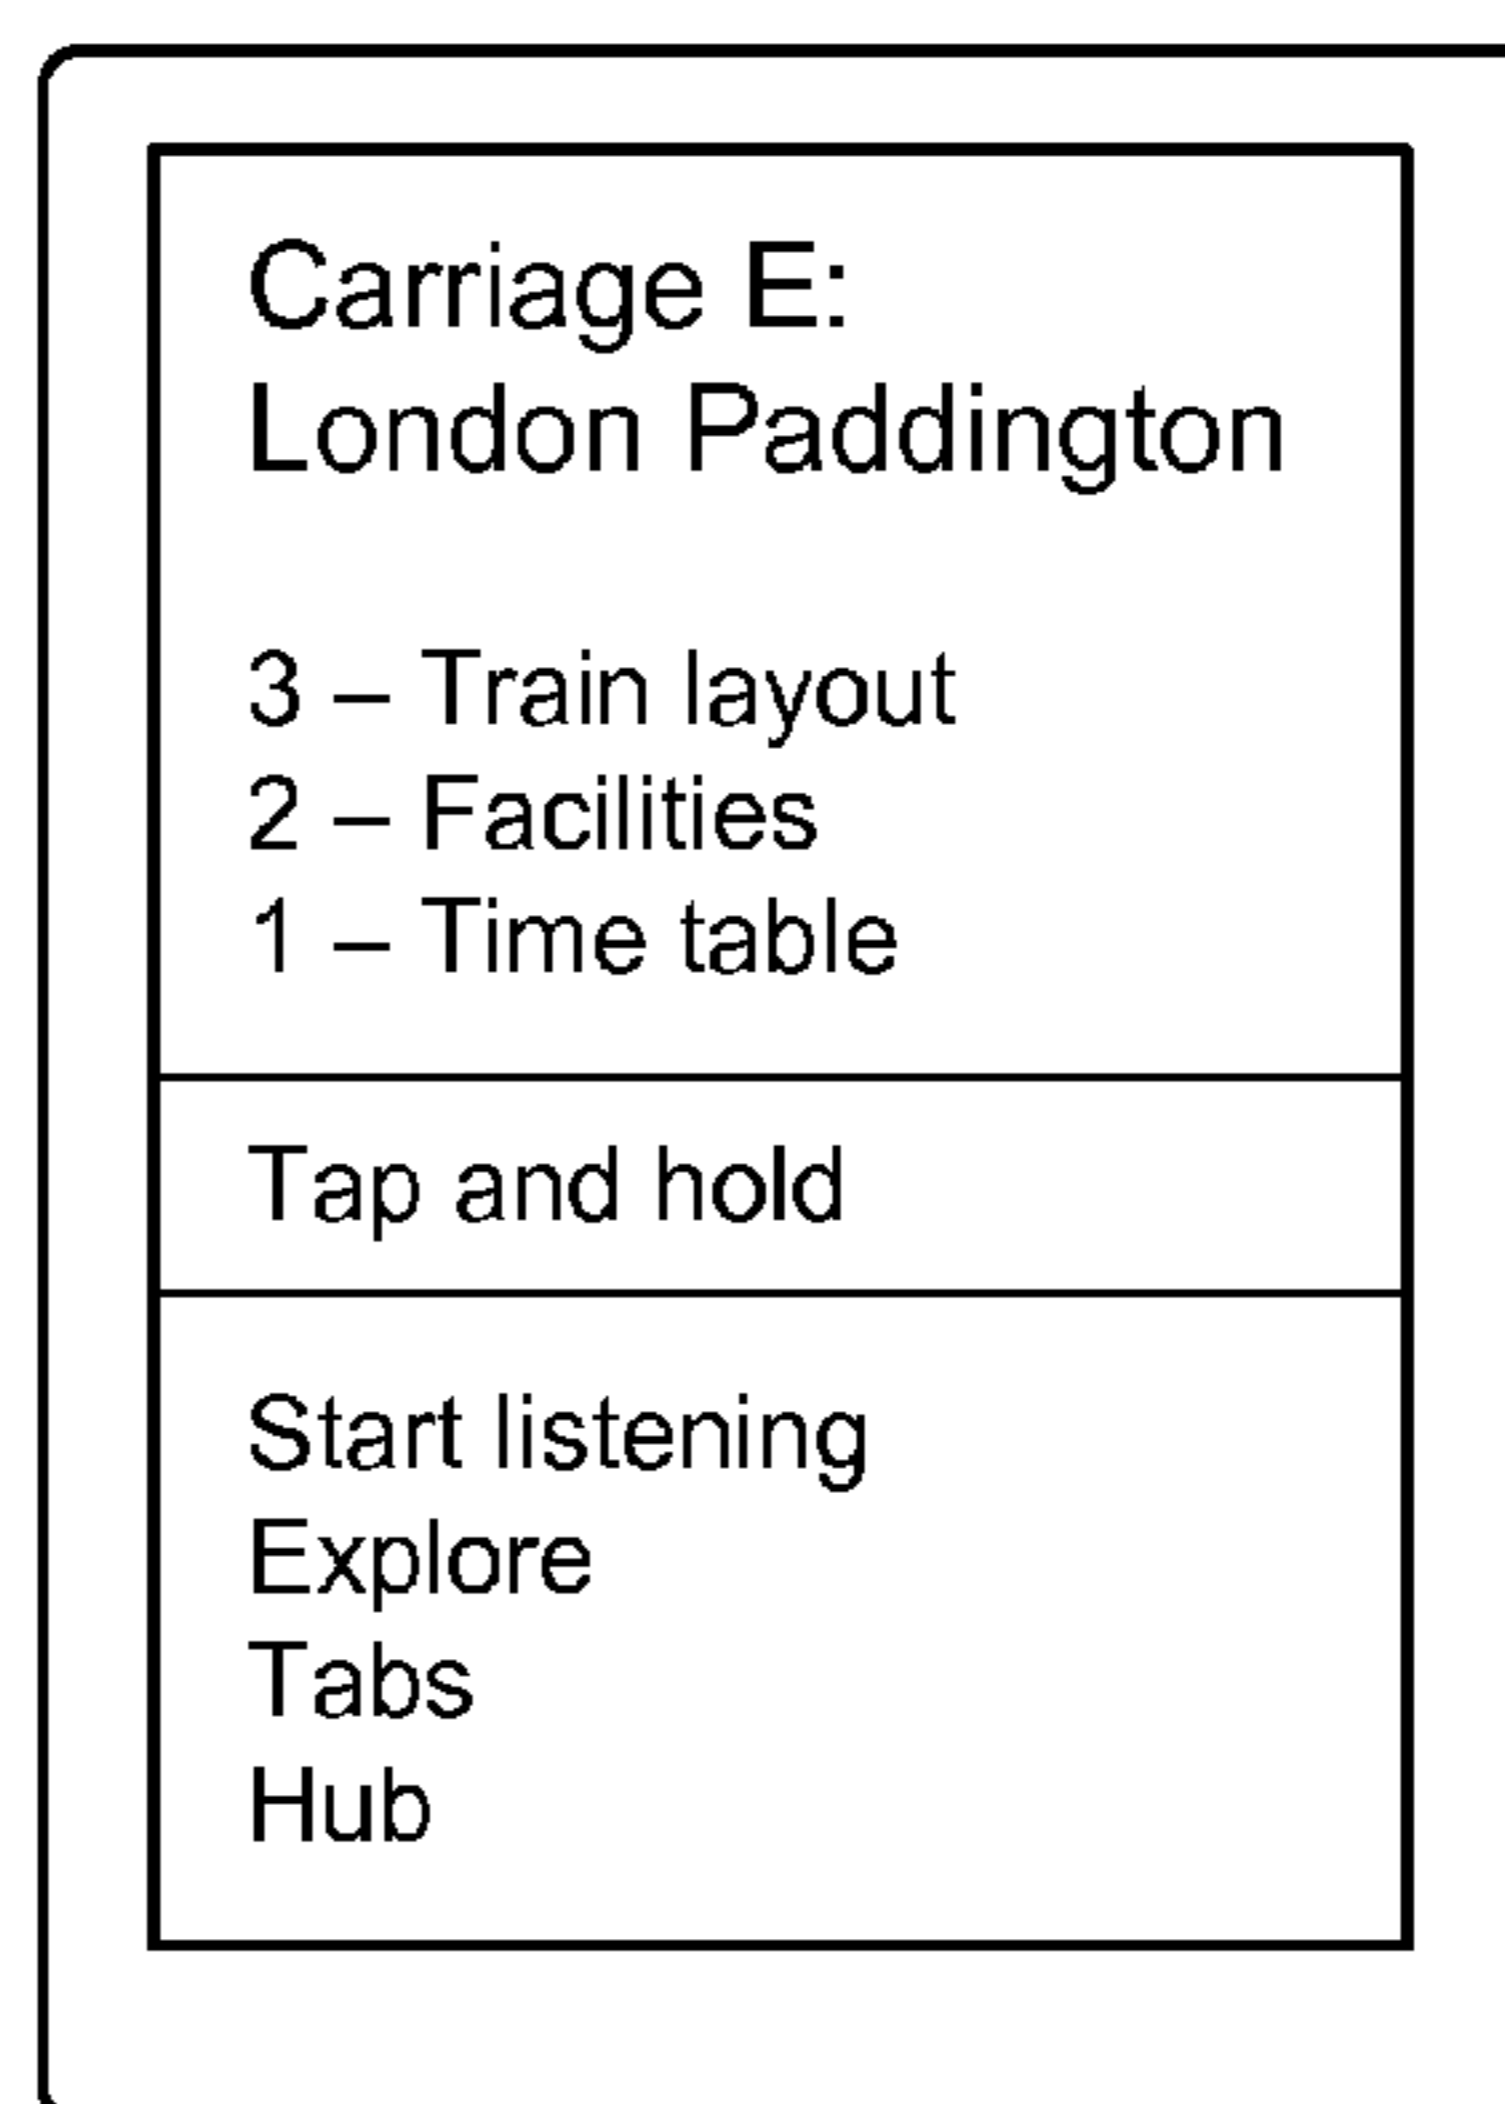 Carriage E:
London Paddington
3 – Train layout
2 – Facilities
1 – Time table
Tap and hold
Start listening
Explore
Tabs
Hub